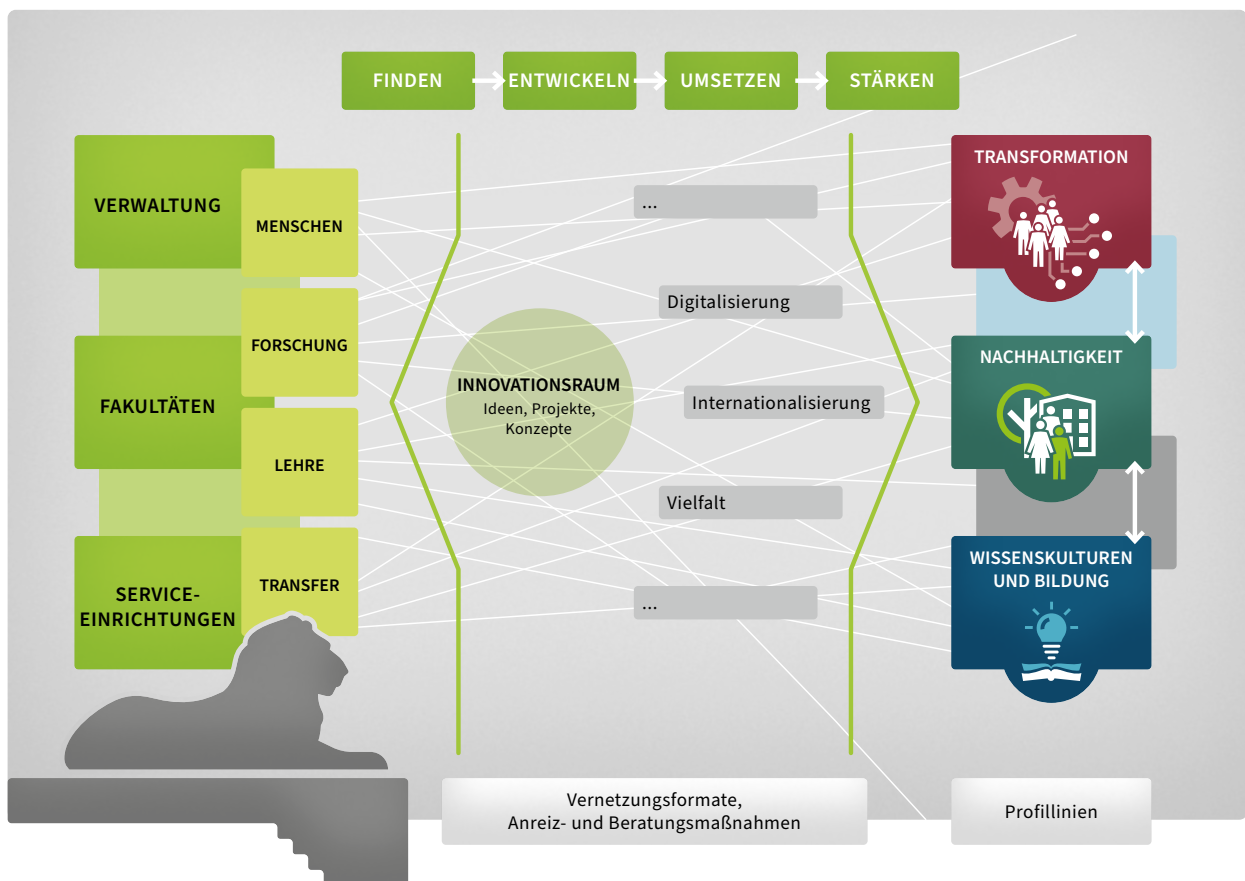 FINDEN
ENTWICKELN
UMSETZEN
STÄRKEN
VERWALTUNG
FAKULTÄTEN
SERVICE-
EINRICHTUNGEN
MENSCHEN
FORSCHUNG
LEHRE
TRANSFER
INNOVATIONSRAUM
Ideen, Projekte,
Konzepte
...
Digitalisierung
Internationalisierung
Vielfalt
...
TRANSFORMATION
NACHHALTIGKEIT
WISSENSKULTUREN
UND BILDUNG
Vernetzungsformate,
Anreiz- und Beratungsmaßnahmen
Profillinien